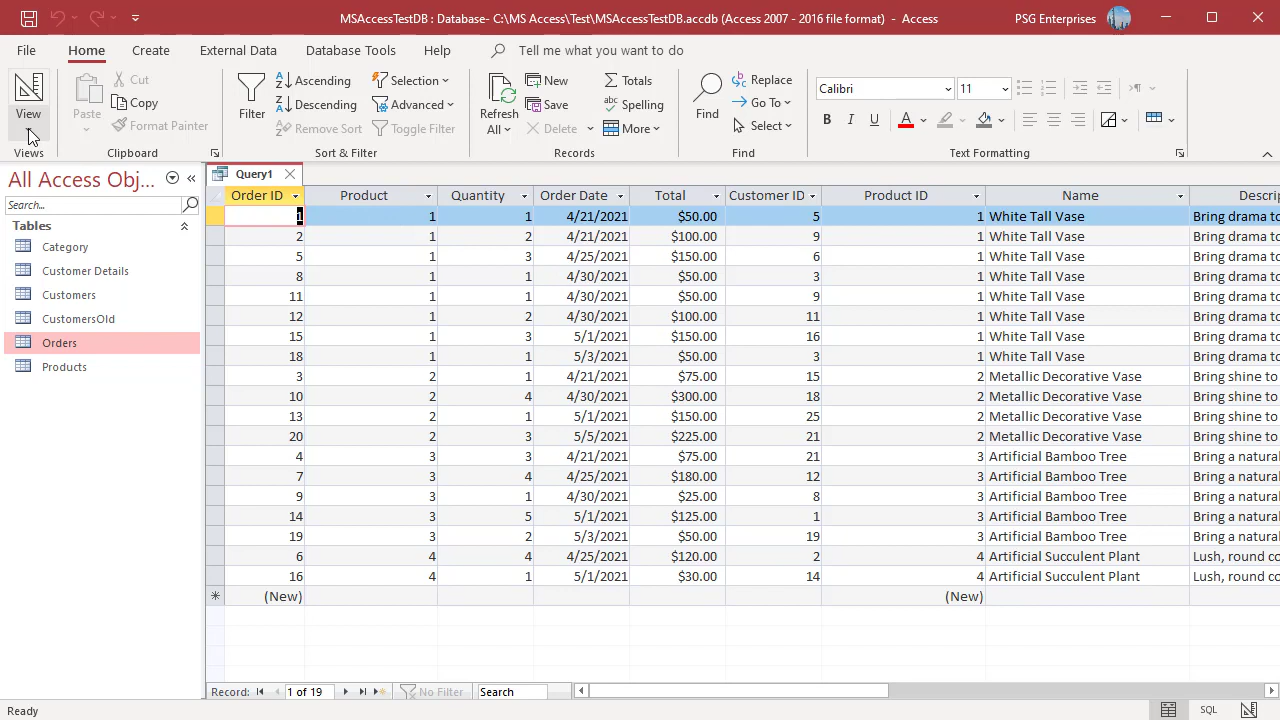 MSAccessTestDB : Database- C:\MS Access\Test\MSAccessTestDB.accdb (Access 2007 - 2016 file format) - Access
PSG Enterprises
File Home Create External Data Database Tools Help Tell me what you want to do
View
Views
Paste
Cut
Copy
Format Painter
Clipboard
Filter
Ascending
Descending
Remove Sort
Selection
Advanced
Toggle Filter
Sort & Filter
Refresh
All
New
Save
Delete
Totals
Spelling
More
Records
Find
Replace
Go To
Select
Find
Calibri 11
B I U A
Text Formatting
All Access Obj...
Search...
Tables
Category
Customer Details
Customers
CustomersOld
Orders
Products
Query1
Order ID Product Quantity Order Date Total Customer ID Product ID Name Descrip
1 1 1 4/21/2021 $50.00 5 1 White Tall Vase Bring drama to
2 1 2 4/21/2021 $100.00 9 1 White Tall Vase Bring drama to
5 1 3 4/25/2021 $150.00 6 1 White Tall Vase Bring drama to
8 1 1 4/30/2021 $50.00 3 1 White Tall Vase Bring drama to
11 1 1 4/30/2021 $50.00 9 1 White Tall Vase Bring drama to
12 1 2 4/30/2021 $100.00 11 1 White Tall Vase Bring drama to
15 1 3 5/1/2021 $150.00 16 1 White Tall Vase Bring drama to
18 1 1 5/3/2021 $50.00 3 1 White Tall Vase Bring drama to
3 2 1 4/21/2021 $75.00 15 2 Metallic Decorative Vase Bring shine to
10 2 4 4/30/2021 $300.00 18 2 Metallic Decorative Vase Bring shine to
13 2 1 5/1/2021 $150.00 25 2 Metallic Decorative Vase Bring shine to
20 2 3 5/5/2021 $225.00 21 2 Metallic Decorative Vase Bring shine to
4 3 3 4/21/2021 $75.00 21 3 Artificial Bamboo Tree Bring a natura
7 3 4 4/25/2021 $180.00 12 3 Artificial Bamboo Tree Bring a natura
9 3 1 4/30/2021 $25.00 8 3 Artificial Bamboo Tree Bring a natura
14 3 5 5/1/2021 $125.00 1 3 Artificial Bamboo Tree Bring a natura
19 3 2 5/3/2021 $50.00 19 3 Artificial Bamboo Tree Bring a natura
6 4 4 4/25/2021 $120.00 2 4 Artificial Succulent Plant Lush, round co
16 4 1 5/1/2021 $30.00 14 4 Artificial Succulent Plant Lush, round co
(New) (New)
Record: 1 of 19 No Filter Search
Ready SQL